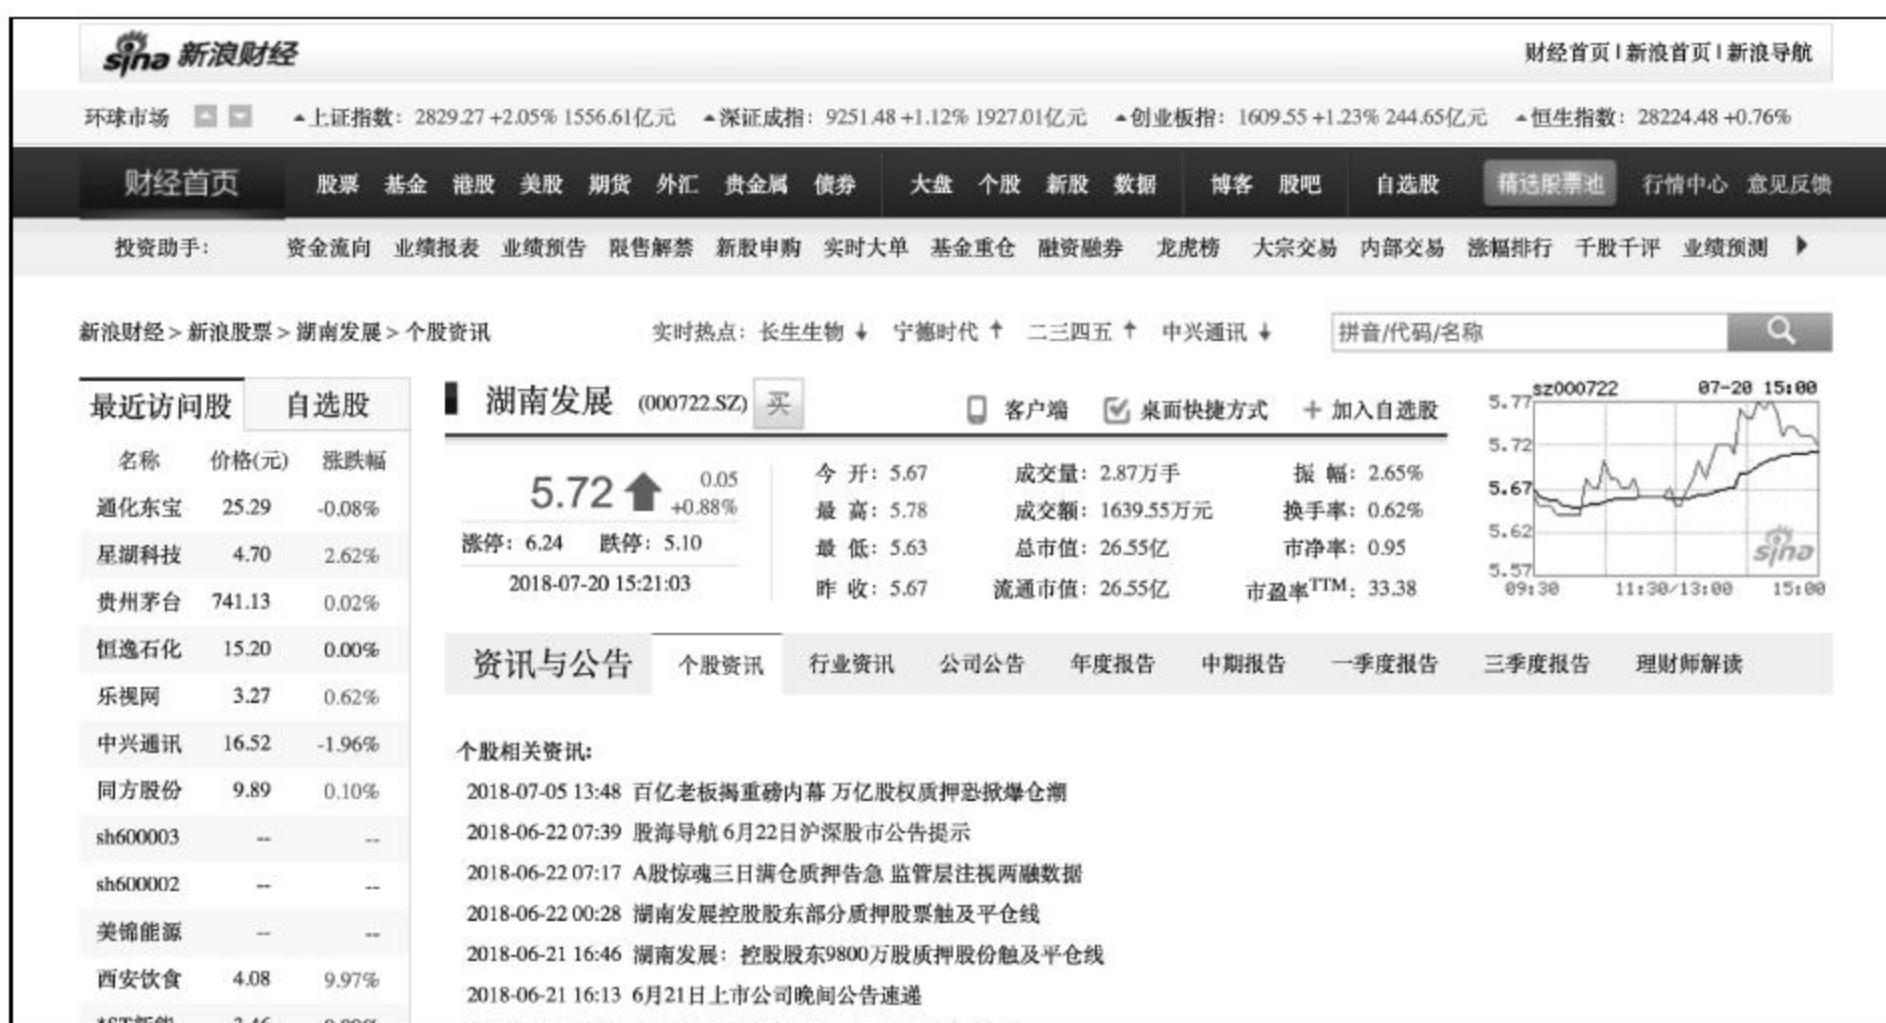 sina 新浪财经
财经首页 | 新浪首页 | 新浪导航
环球市场 上证指数： 2829.27 +2.05% 1556.61亿元 深证成指： 9251.48 +1.12% 1927.01亿元 创业板指： 1609.55 +1.23% 244.65亿元 恒生指数： 28224.48 +0.76%
财经首页 股票 基金 港股 美股 期货 外汇 贵金属 债券 大盘 个股 新股 数据 博客 股吧 自选股 精选股票池 行情中心 意见反馈
投资助手： 资金流向 业绩报表 业绩预告 限售解禁 新股申购 实时大单 基金重仓 融资融券 龙虎榜 大宗交易 内部交易 涨幅排行 千股千评 业绩预测
新浪财经 > 新浪股票 > 湖南发展 > 个股资讯
实时热点： 长生生物 ↓ 宁德时代 ↑ 二三四五 ↑ 中兴通讯 ↓
拼音/代码/名称
最近访问股 自选股
名称 价格(元) 涨跌幅
通化东宝 25.29 -0.08%
星湖科技 4.70 2.62%
贵州茅台 741.13 0.02%
恒逸石化 15.20 0.00%
乐视网 3.27 0.62%
中兴通讯 16.52 -1.96%
同方股份 9.89 0.10%
sh600003 -- --
sh600002 -- --
美锦能源 -- --
西安饮食 4.08 9.97%
湖南发展 (000722.SZ) 买
客户端 桌面快捷方式 + 加入自选股
5.72 0.05
+0.88%
涨停： 6.24 跌停： 5.10
2018-07-20 15:21:03
今 开： 5.67 成交量： 2.87万手 振 幅： 2.65%
最 高： 5.78 成交额： 1639.55万元 换手率： 0.62%
最 低： 5.63 总市值： 26.55亿 市净率： 0.95
昨 收： 5.67 流通市值： 26.55亿 市盈率TTM： 33.38
sz000722 07-20 15:00
5.77
5.72
5.67
5.62
5.57
sina
09:30 11:30/13:00 15:00
资讯与公告 个股资讯 行业资讯 公司公告 年度报告 中期报告 一季度报告 三季度报告 理财师解读
个股相关资讯:
2018-07-05 13:48 百亿老板揭重磅内幕 万亿股权质押恐掀爆仓潮
2018-06-22 07:39 股海导航 6月22日沪深股市公告提示
2018-06-22 07:17 A股惊魂三日满仓质押告急 监管层注视两融数据
2018-06-22 00:28 湖南发展控股股东部分质押股票触及平仓线
2018-06-21 16:46 湖南发展：控股股东9800万股质押股份触及平仓线
2018-06-21 16:13 6月21日上市公司晚间公告速递